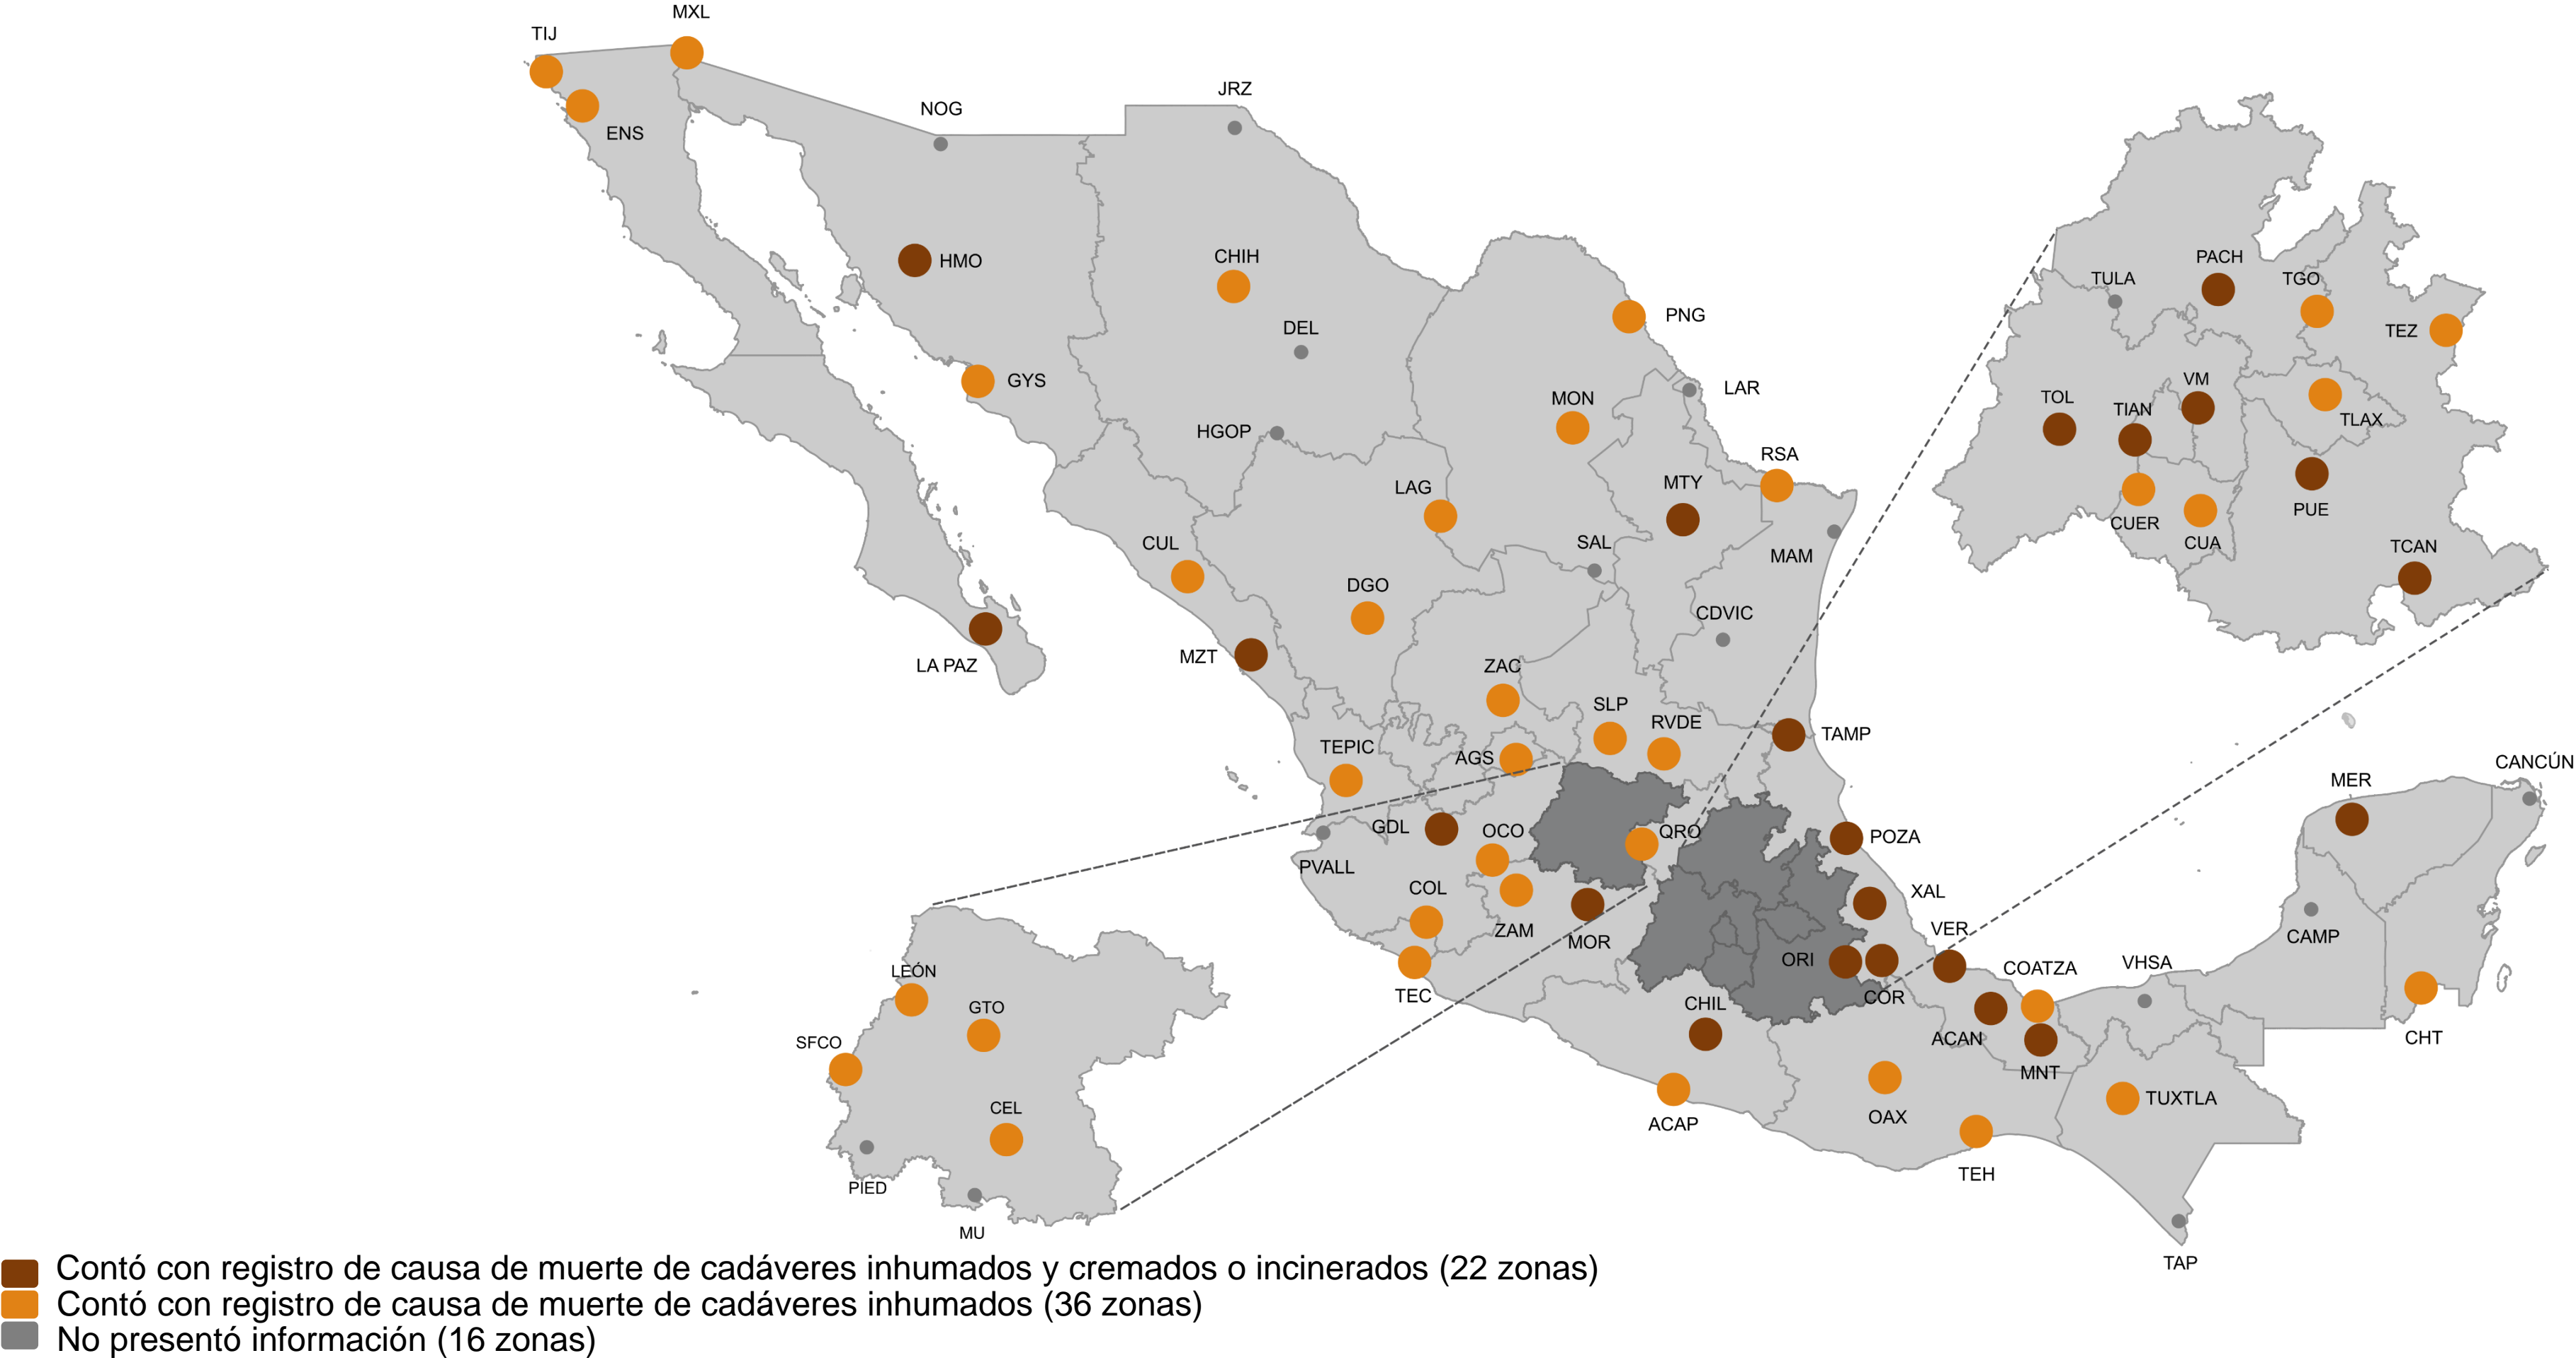 MXL
TIJ
JRZ
NOG
ENS
HMO
CHIH
PACH
TULA
TGO
PNG
DEL
TEZ
GYS
LAR
VM
MON
TOL
TIAN
TLAX
HGOP
RSA
MTY
LAG
PUE
CUER
CUA
SAL
CUL
TCAN
MAM
DGO
CDVIC
LA PAZ
MZT
ZAC
SLP
RVDE
TAMP
TEPIC
AGS
CANCÚN
MER
GDL
OCO
QRO
POZA
PVALL
COL
XAL
ZAM
MOR
VER
CAMP
ORI
LEÓN
COATZA
VHSA
TEC
CHIL
COR
GTO
ACAN
CHT
SFCO
MNT
TUXTLA
CEL
ACAP
OAX
TEH
PIED
MU
TAP
Contó con registro de causa de muerte de cadáveres inhumados y cremados o incinerados (22 zonas)
Contó con registro de causa de muerte de cadáveres inhumados (36 zonas)
No presentó información (16 zonas)